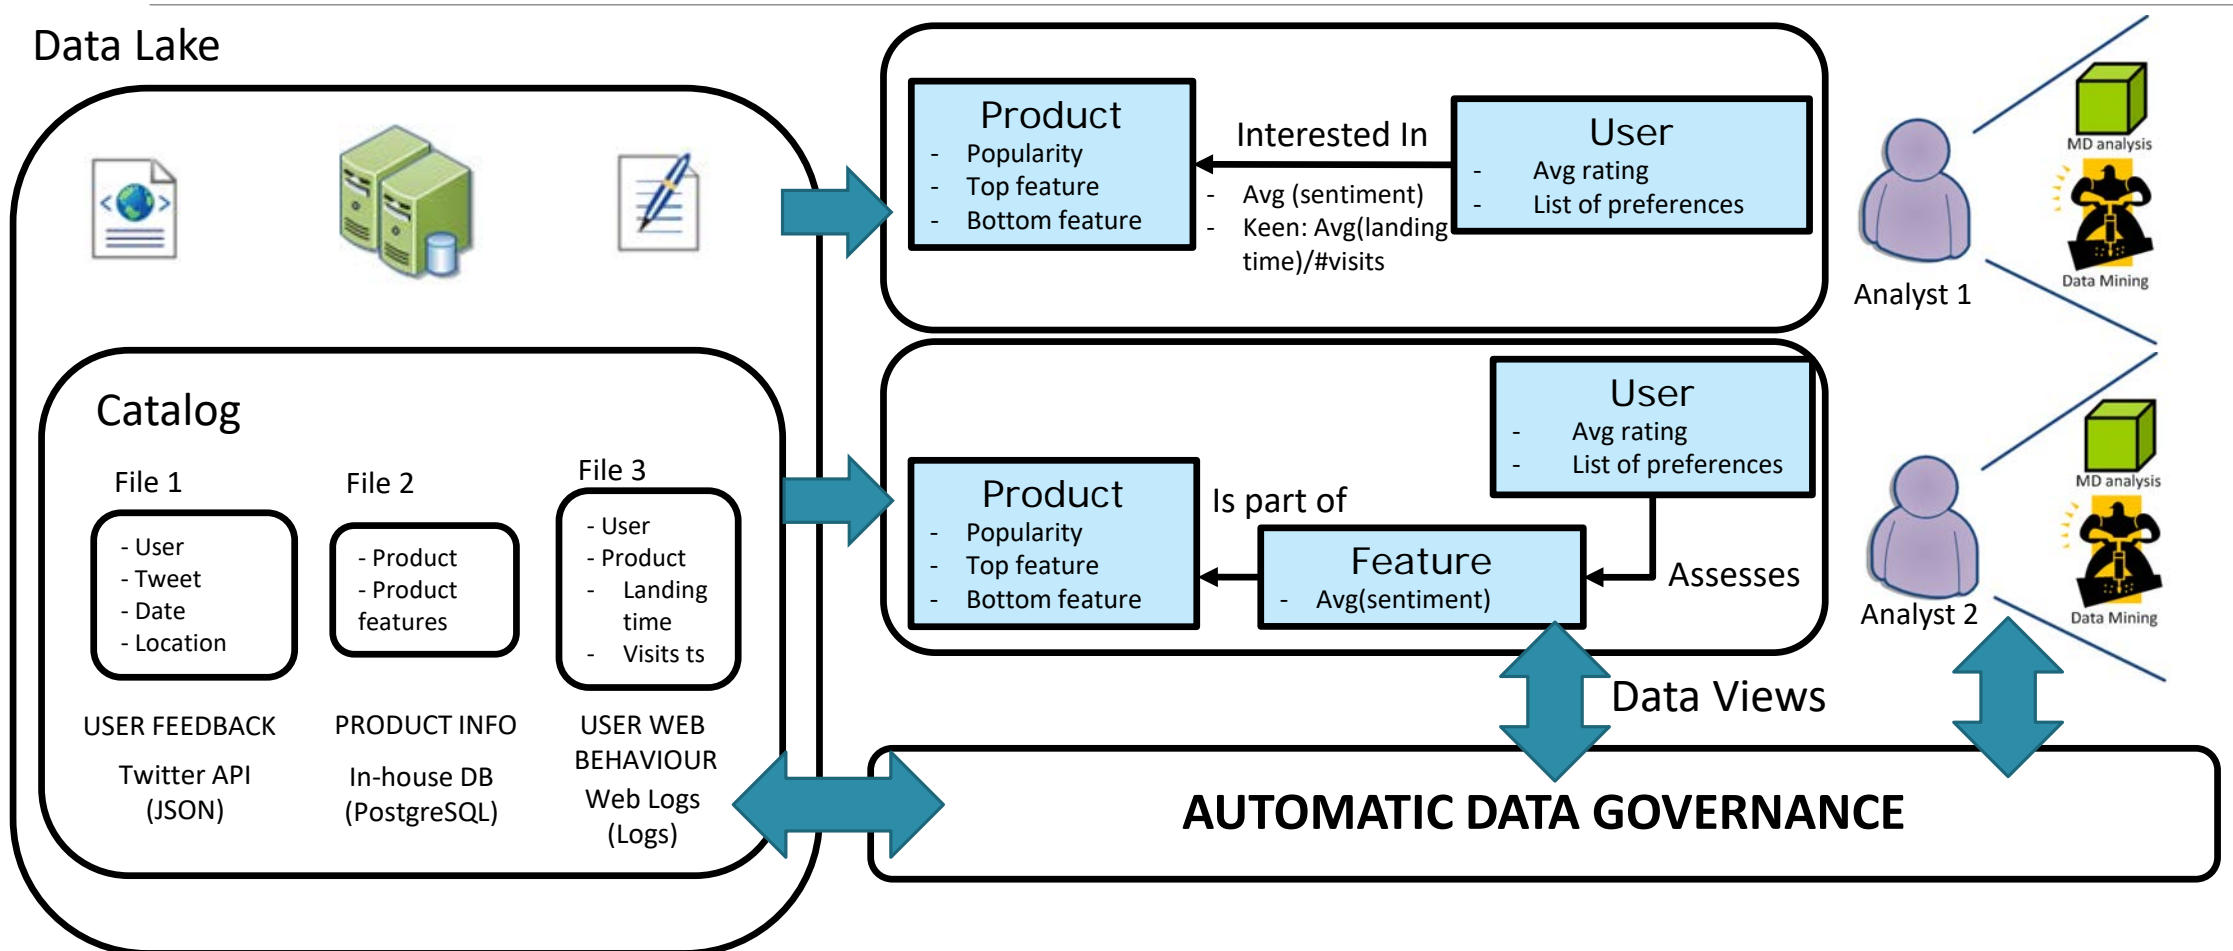 Data Lake
Catalog
File 1
- User
- Tweet
- Date
- Location
USER FEEDBACK
Twitter API
(JSON)
File 2
- Product
- Product
features
PRODUCT INFO
In-house DB
(PostgreSQL)
File 3
- User
- Product
- Landing
time
- Visits ts
USER WEB
BEHAVIOUR
Web Logs
(Logs)
Product
- Popularity
- Top feature
- Bottom feature
Interested In
- Avg (sentiment)
- Keen: Avg(landing
time)/#visits
User
- Avg rating
- List of preferences
Analyst 1
MD analysis
Data Mining
Product
- Popularity
- Top feature
- Bottom feature
Is part of
Feature
- Avg(sentiment)
User
- Avg rating
- List of preferences
Assesses
Analyst 2
MD analysis
Data Mining
Data Views
AUTOMATIC DATA GOVERNANCE